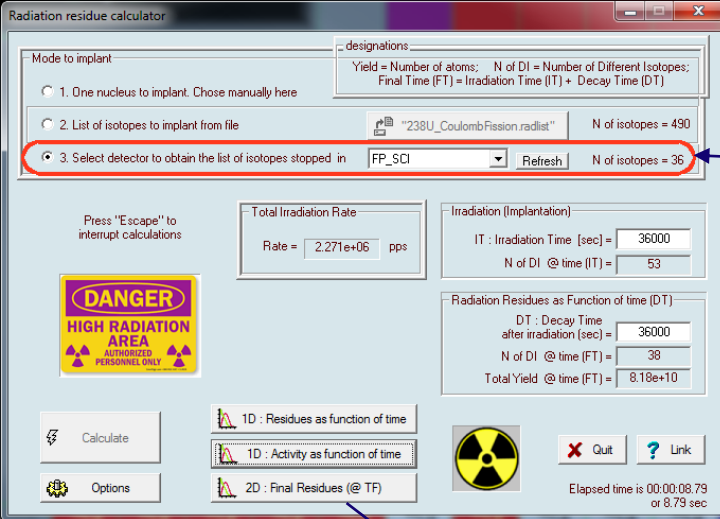 Radiation residue calculator
designations
Yield = Number of atoms; N of DI = Number of Different Isotopes;
Final Time (FT) = Irradiation Time (IT) + Decay Time (DT)
Mode to implant
1. One nucleus to implant. Chose manually here
2. List of isotopes to implant from file
"238U_CoulombFission.radlist"
N of isotopes = 490
3. Select detector to obtain the list of isotopes stopped in
FP_SCI
Refresh
N of isotopes = 36
Press "Escape" to
interrupt calculations
Total Irradiation Rate
Rate = 2.271e+06 pps
Irradiation (Implantation)
IT : Irradiation Time [sec] = 36000
N of DI @ time (IT) = 53
DANGER
HIGH RADIATION
AREA
AUTHORIZED
PERSONNEL ONLY
Radiation Residues as Function of time (DT)
DT : Decay Time
after irradiation (sec) = 36000
N of DI @ time (FT) = 38
Total Yield @ time (FT) = 8.18e+10
Calculate
Options
1D : Residues as function of time
1D : Activity as function of time
2D : Final Residues (@ TF)
Quit
Link
Elapsed time is 00:00:08.79
or 8.79 sec